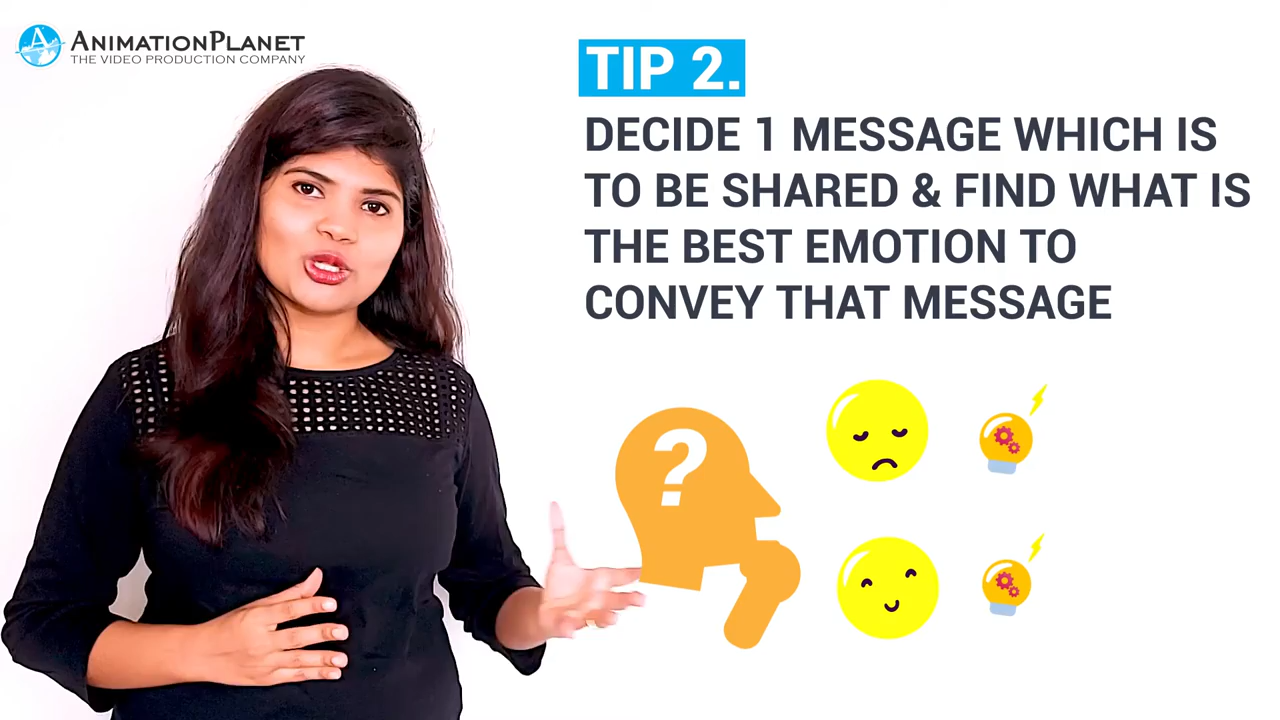 ANIMATIONPLANET
THE VIDEO PRODUCTION COMPANY
TIP 2.
DECIDE 1 MESSAGE WHICH IS
TO BE SHARED & FIND WHAT IS
THE BEST EMOTION TO
CONVEY THAT MESSAGE
?